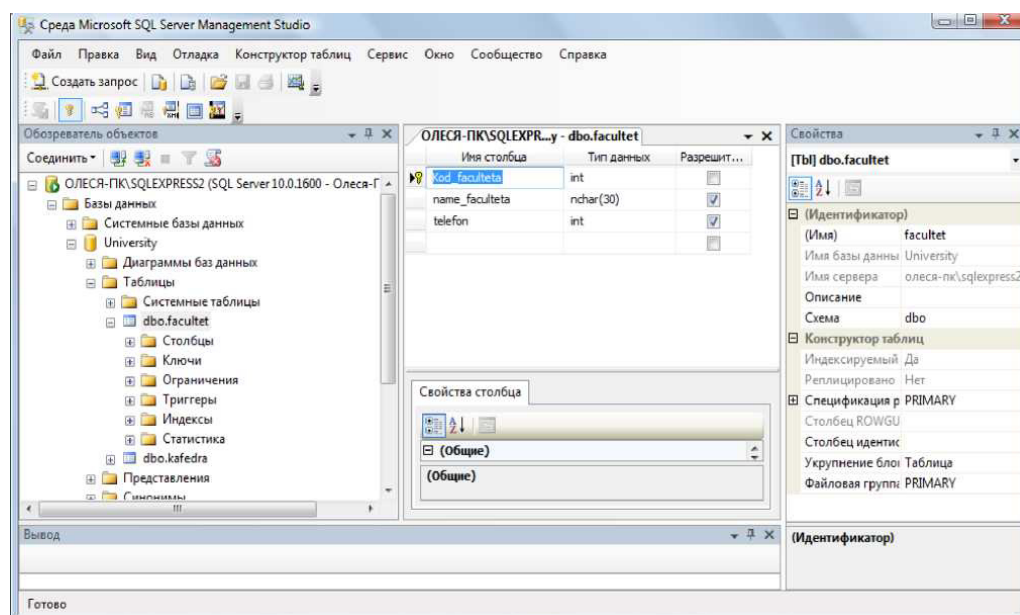 Среда Microsoft SQL Server Management Studio
Файл Правка Вид Отладка Конструктор таблиц Сервис Окно Сообщество Справка
Создать запрос
Обозреватель объектов
Соединить
ОЛЕСЯ-ПК\SQLEXPRESS2 (SQL Server 10.0.1600 - Олеся-П
Базы данных
Системные базы данных
University
Диаграммы баз данных
Таблицы
Системные таблицы
dbo.facultet
Столбцы
Ключи
Ограничения
Триггеры
Индексы
Статистика
dbo.kafedra
Представления
Синонимы
ОЛЕСЯ-ПК\SQLEXPR...y - dbo.facultet
Имя столбца Тип данных Разрешит...
Kod_faculteta int
name_faculteta nchar(30)
telefon int
Свойства столбца
(Общие)
(Общие)
Свойства
[Tbl] dbo.facultet
(Идентификатор)
(Имя) facultet
Имя базы данны University
Имя сервера олеся-пк\sqlexpress2
Описание
Схема dbo
Конструктор таблиц
Индексируемый Да
Реплицировано Нет
Спецификация р PRIMARY
Столбец ROWGU
Столбец идентис
Укрупнение блоı Таблица
Файловая группа PRIMARY
(Идентификатор)
Вывод
Готово